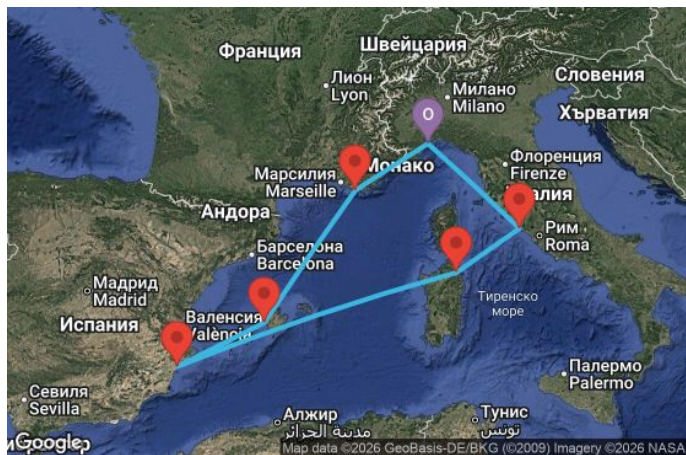 Швейцария
Франция
Словения
Лион
Lyon
Милано
Milano
Хърватия
O
Флоренция
Firenze
Монако
Марсилия
Marseille
Андора
Рим
Roma
Барселона
Barcelona
Мадрид
Madrid
Тиренско
море
Валенсия
València
Испания
Палермо
Palermo
Севиля
Sevilla
Алжир
مدينة الجزائر
Тунис
تونس
Google
Map data ©2026 GeoBasis-DE/BKG (©2009) Imagery ©2026 NASA